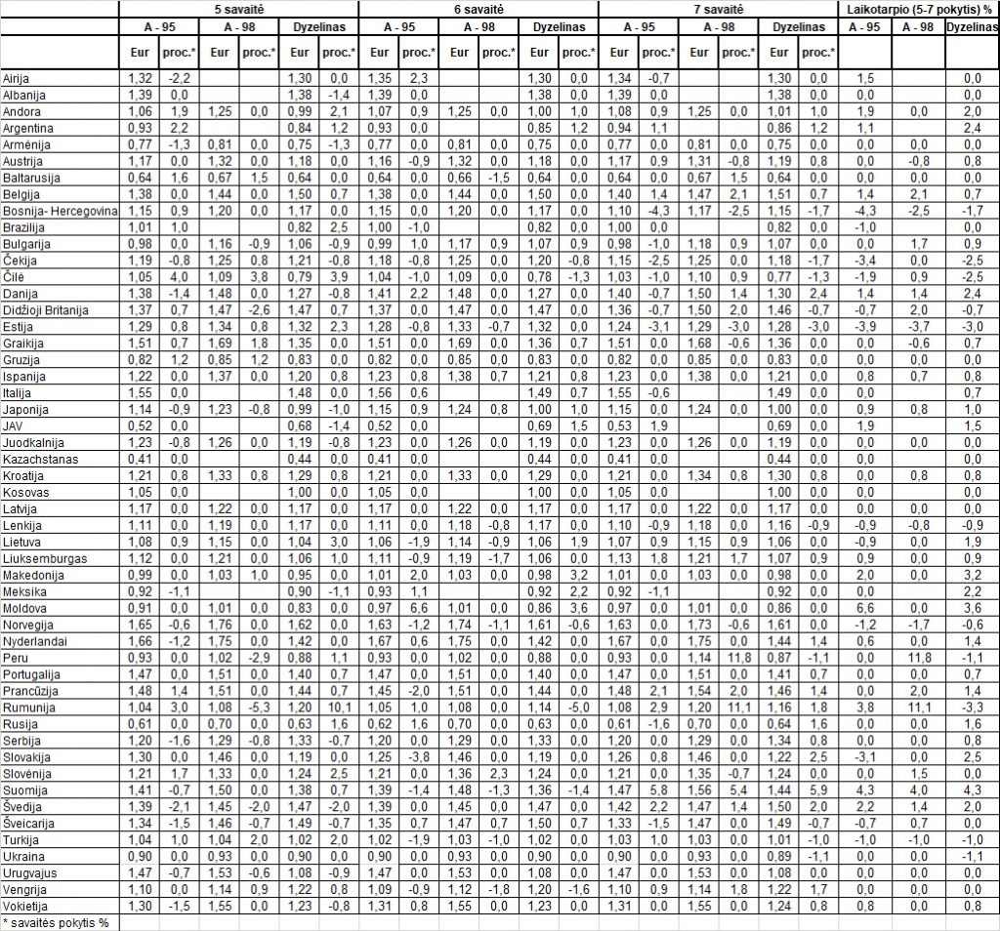 5 savaitė 6 savaitė 7 savaitė Laikotarpio (5-7 pokytis) %
A - 95 A - 98 Dyzelinas A - 95 A - 98 Dyzelinas A - 95 A - 98 Dyzelinas A - 95 A - 98 Dyzelinas
Eur proc.* Eur proc.* Eur proc.* Eur proc.* Eur proc.* Eur proc.* Eur proc.* Eur proc.* Eur proc.*
Airija 1,32 -2,2 1,30 0,0 1,35 2,3 1,30 0,0 1,34 -0,7 1,30 0,0 1,5 0,0
Albanija 1,39 0,0 1,38 -1,4 1,39 0,0 1,38 0,0 1,39 0,0 1,38 0,0 0,0 0,0
Andora 1,06 1,9 1,25 0,0 0,99 2,1 1,07 0,9 1,25 0,0 1,00 1,0 1,08 0,9 1,25 0,0 1,01 1,0 1,9 0,0 2,0
Argentina 0,93 2,2 0,84 1,2 0,93 0,0 0,85 1,2 0,94 1,1 0,86 1,2 1,1 2,4
Armėnija 0,77 -1,3 0,81 0,0 0,75 -1,3 0,77 0,0 0,81 0,0 0,75 0,0 0,77 0,0 0,81 0,0 0,75 0,0 0,0 0,0 0,0
Austrija 1,17 0,0 1,32 0,0 1,18 0,0 1,16 -0,9 1,32 0,0 1,18 0,0 1,17 0,9 1,31 -0,8 1,19 0,8 0,0 -0,8 0,8
Baltarusija 0,64 1,6 0,67 1,5 0,64 0,0 0,64 0,0 0,66 -1,5 0,64 0,0 0,64 0,0 0,67 1,5 0,64 0,0 0,0 0,0 0,0
Belgija 1,38 0,0 1,44 0,0 1,50 0,7 1,38 0,0 1,44 0,0 1,50 0,0 1,40 1,4 1,47 2,1 1,51 0,7 1,4 2,1 0,7
Bosnija- Hercegovina 1,15 0,9 1,20 0,0 1,17 0,0 1,15 0,0 1,20 0,0 1,17 0,0 1,10 -4,3 1,17 -2,5 1,15 -1,7 -4,3 -2,5 -1,7
Brazilija 1,01 1,0 0,82 2,5 1,00 -1,0 0,82 0,0 1,00 0,0 0,82 0,0 -1,0 0,0
Bulgarija 0,98 0,0 1,16 -0,9 1,06 -0,9 0,99 1,0 1,17 0,9 1,07 0,9 0,98 -1,0 1,18 0,9 1,07 0,0 0,0 1,7 0,9
Čekija 1,19 -0,8 1,25 0,8 1,21 -0,8 1,18 -0,8 1,25 0,0 1,20 -0,8 1,15 -2,5 1,25 0,0 1,18 -1,7 -3,4 0,0 -2,5
Čilė 1,05 4,0 1,09 3,8 0,79 3,9 1,04 -1,0 1,09 0,0 0,78 -1,3 1,03 -1,0 1,10 0,9 0,77 -1,3 -1,9 0,9 -2,5
Danija 1,38 -1,4 1,48 0,0 1,27 -0,8 1,41 2,2 1,48 0,0 1,27 0,0 1,40 -0,7 1,50 1,4 1,30 2,4 1,4 1,4 2,4
Didžioji Britanija 1,37 0,7 1,47 -2,6 1,47 0,7 1,37 0,0 1,47 0,0 1,47 0,0 1,36 -0,7 1,50 2,0 1,46 -0,7 -0,7 2,0 -0,7
Estija 1,29 0,8 1,34 0,8 1,32 2,3 1,28 -0,8 1,33 -0,7 1,32 0,0 1,24 -3,1 1,29 -3,0 1,28 -3,0 -3,9 -3,7 -3,0
Graikija 1,51 0,7 1,69 1,8 1,35 0,0 1,51 0,0 1,69 0,0 1,36 0,7 1,51 0,0 1,68 -0,6 1,36 0,0 0,0 -0,6 0,7
Gruzija 0,82 1,2 0,85 1,2 0,83 0,0 0,82 0,0 0,85 0,0 0,83 0,0 0,82 0,0 0,85 0,0 0,83 0,0 0,0 0,0 0,0
Ispanija 1,22 0,0 1,37 0,0 1,20 0,8 1,23 0,8 1,38 0,7 1,21 0,8 1,23 0,0 1,38 0,0 1,21 0,0 0,8 0,7 0,8
Italija 1,55 0,0 1,48 0,0 1,56 0,6 1,49 0,7 1,55 -0,6 1,49 0,0 0,0 0,7
Japonija 1,14 -0,9 1,23 -0,8 0,99 -1,0 1,15 0,9 1,24 0,8 1,00 1,0 1,15 0,0 1,24 0,0 1,00 0,0 0,9 0,8 1,0
JAV 0,52 0,0 0,68 -1,4 0,52 0,0 0,69 1,5 0,53 1,9 0,69 0,0 1,9 1,5
Juodkalnija 1,23 -0,8 1,26 0,0 1,19 -0,8 1,23 0,0 1,26 0,0 1,19 0,0 1,23 0,0 1,26 0,0 1,19 0,0 0,0 0,0 0,0
Kazachstanas 0,41 0,0 0,44 0,0 0,41 0,0 0,44 0,0 0,41 0,0 0,44 0,0 0,0 0,0
Kroatija 1,21 0,8 1,33 0,8 1,29 0,8 1,21 0,0 1,33 0,0 1,29 0,0 1,21 0,0 1,34 0,8 1,30 0,8 0,0 0,8 0,8
Kosovas 1,05 0,0 1,00 0,0 1,05 0,0 1,00 0,0 1,05 0,0 1,00 0,0 0,0 0,0
Latvija 1,17 0,0 1,22 0,0 1,17 0,0 1,17 0,0 1,22 0,0 1,17 0,0 1,17 0,0 1,22 0,0 1,17 0,0 0,0 0,0 0,0
Lenkija 1,11 0,0 1,19 0,0 1,17 0,0 1,11 0,0 1,18 -0,8 1,17 0,0 1,10 -0,9 1,18 0,0 1,16 -0,9 -0,9 -0,8 -0,9
Lietuva 1,08 0,9 1,15 0,0 1,04 3,0 1,06 -1,9 1,14 -0,9 1,06 1,9 1,07 0,9 1,15 0,9 1,06 0,0 -0,9 0,0 1,9
Liuksemburgas 1,12 0,0 1,21 0,0 1,06 1,0 1,11 -0,9 1,19 -1,7 1,06 0,0 1,13 1,8 1,21 1,7 1,07 0,9 0,9 0,0 0,9
Makedonija 0,99 0,0 1,03 1,0 0,95 0,0 1,01 2,0 1,03 0,0 0,98 3,2 1,01 0,0 1,03 0,0 0,98 0,0 2,0 0,0 3,2
Meksika 0,92 -1,1 0,90 -1,1 0,93 1,1 0,92 2,2 0,92 -1,1 0,92 0,0 0,0 2,2
Moldova 0,91 0,0 1,01 0,0 0,83 0,0 0,97 6,6 1,01 0,0 0,86 3,6 0,97 0,0 1,01 0,0 0,86 0,0 6,6 0,0 3,6
Norvegija 1,65 -0,6 1,76 0,0 1,62 0,0 1,63 -1,2 1,74 -1,1 1,61 -0,6 1,63 0,0 1,73 -0,6 1,61 0,0 -1,2 -1,7 -0,6
Nyderlandai 1,66 -1,2 1,75 0,0 1,42 0,0 1,67 0,6 1,75 0,0 1,42 0,0 1,67 0,0 1,75 0,0 1,44 1,4 0,6 0,0 1,4
Peru 0,93 0,0 1,02 -2,9 0,88 1,1 0,93 0,0 1,02 0,0 0,88 0,0 0,93 0,0 1,14 11,8 0,87 -1,1 0,0 11,8 -1,1
Portugalija 1,47 0,0 1,51 0,0 1,40 0,7 1,47 0,0 1,51 0,0 1,40 0,0 1,47 0,0 1,51 0,0 1,41 0,7 0,0 0,0 0,7
Prancūzija 1,48 1,4 1,51 0,0 1,44 0,7 1,45 -2,0 1,51 0,0 1,44 0,0 1,48 2,1 1,54 2,0 1,46 1,4 0,0 2,0 1,4
Rumunija 1,04 3,0 1,08 -5,3 1,20 10,1 1,05 1,0 1,08 0,0 1,14 -5,0 1,08 2,9 1,20 11,1 1,16 1,8 3,8 11,1 -3,3
Rusija 0,61 0,0 0,70 0,0 0,63 1,6 0,62 1,6 0,70 0,0 0,63 0,0 0,61 -1,6 0,70 0,0 0,64 1,6 0,0 0,0 1,6
Serbija 1,20 -1,6 1,29 -0,8 1,33 -0,7 1,20 0,0 1,29 0,0 1,33 0,0 1,20 0,0 1,29 0,0 1,34 0,8 0,0 0,0 0,8
Slovakija 1,30 0,0 1,46 0,0 1,19 0,0 1,25 -3,8 1,46 0,0 1,19 0,0 1,26 0,8 1,46 0,0 1,22 2,5 -3,1 0,0 2,5
Slovėnija 1,21 1,7 1,33 0,0 1,24 2,5 1,21 0,0 1,36 2,3 1,24 0,0 1,21 0,0 1,35 -0,7 1,24 0,0 0,0 1,5 0,0
Suomija 1,41 -0,7 1,50 0,0 1,38 0,7 1,39 -1,4 1,48 -1,3 1,36 -1,4 1,47 5,8 1,56 5,4 1,44 5,9 4,3 4,0 4,3
Švedija 1,39 -2,1 1,45 -2,0 1,47 -2,0 1,39 0,0 1,45 0,0 1,47 0,0 1,42 2,2 1,47 1,4 1,50 2,0 2,2 1,4 2,0
Šveicarija 1,34 -1,5 1,46 -0,7 1,49 -0,7 1,35 0,7 1,47 0,7 1,50 0,7 1,33 -1,5 1,47 0,0 1,49 -0,7 -0,7 0,7 0,0
Turkija 1,04 1,0 1,04 2,0 1,02 2,0 1,02 -1,9 1,03 -1,0 1,02 0,0 1,03 1,0 1,03 0,0 1,01 -1,0 -1,0 -1,0 -1,0
Ukraina 0,90 0,0 0,93 0,0 0,90 0,0 0,90 0,0 0,93 0,0 0,90 0,0 0,90 0,0 0,93 0,0 0,89 -1,1 0,0 0,0 -1,1
Urugvajus 1,47 -0,7 1,53 -0,6 1,08 -0,9 1,47 0,0 1,53 0,0 1,08 0,0 1,47 0,0 1,53 0,0 1,08 0,0 0,0 0,0 0,0
Vengrija 1,10 0,0 1,14 0,9 1,22 0,8 1,09 -0,9 1,12 -1,8 1,20 -1,6 1,10 0,9 1,14 1,8 1,22 1,7 0,0 0,0 0,0
Vokietija 1,30 -1,5 1,55 0,0 1,23 -0,8 1,31 0,8 1,55 0,0 1,23 0,0 1,31 0,0 1,55 0,0 1,24 0,8 0,8 0,0 0,8
* savaitės pokytis %